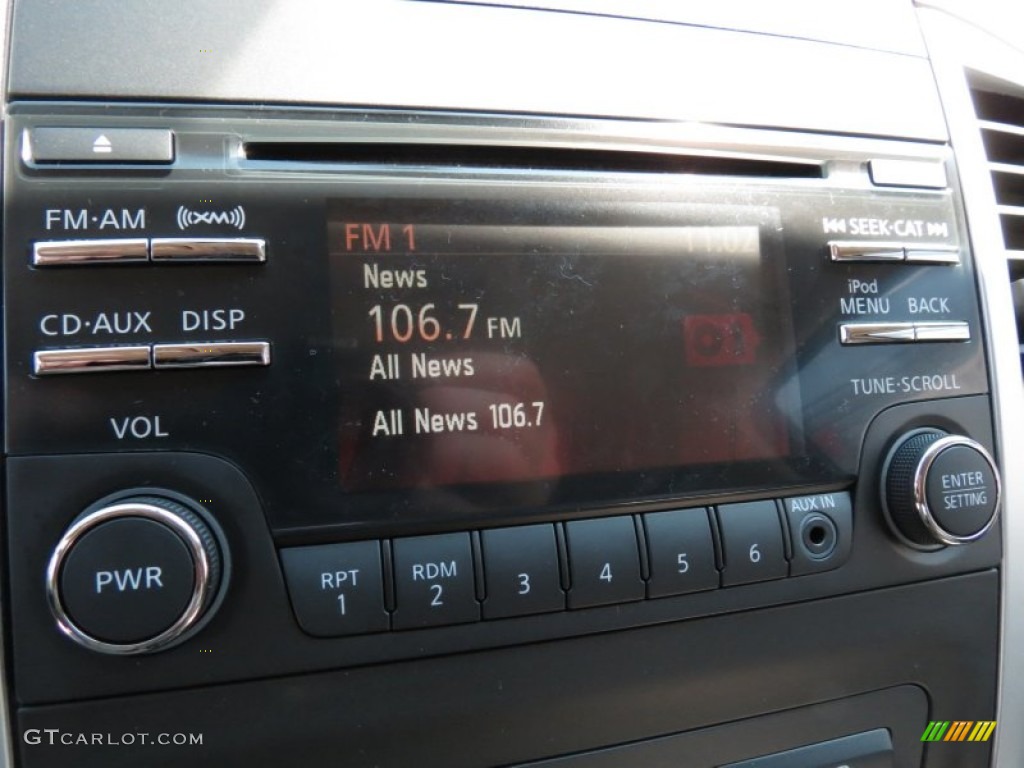 FM·AM
((XM))
SEEK·CAT
FM 1
News
iPod
MENU BACK
106.7 FM
CD·AUX DISP
All News
TUNE·SCROLL
VOL
All News 106.7
ENTER
SETTING
AUX IN
PWR
RPT
1
RDM
2
3
4
5
6
GTCARLOT.COM